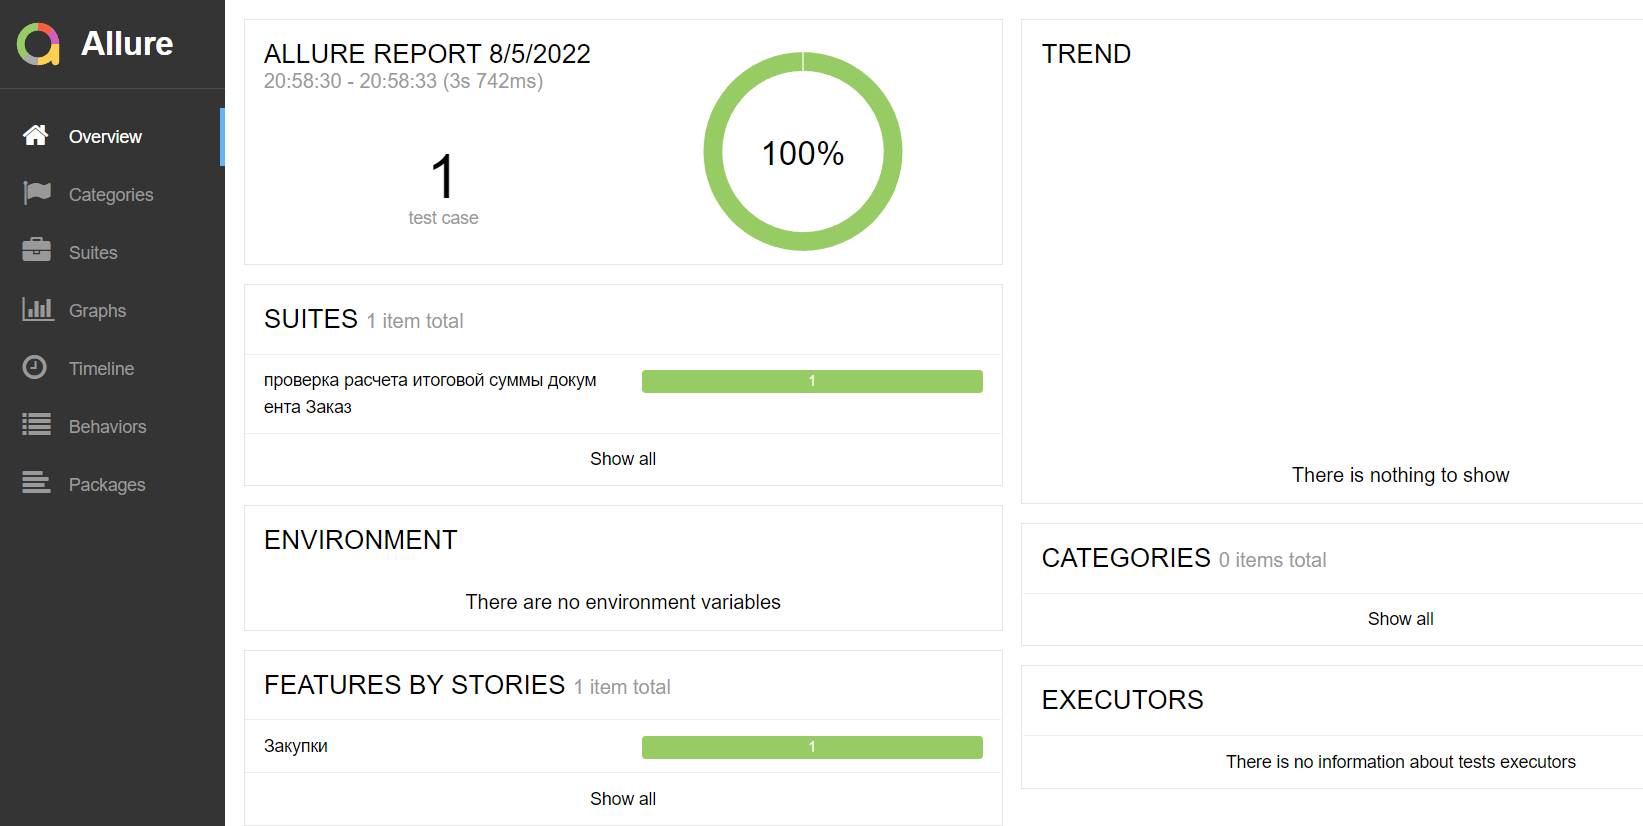 Allure
Overview
Categories
Suites
Graphs
Timeline
Behaviors
Packages
ALLURE REPORT 8/5/2022
20:58:30 - 20:58:33 (3s 742ms)
1
test case
100%
SUITES 1 item total
проверка расчета итоговой суммы докум
ента Заказ
1
Show all
ENVIRONMENT
There are no environment variables
FEATURES BY STORIES 1 item total
Закупки
1
Show all
TREND
There is nothing to show
CATEGORIES 0 items total
Show all
EXECUTORS
There is no information about tests executors